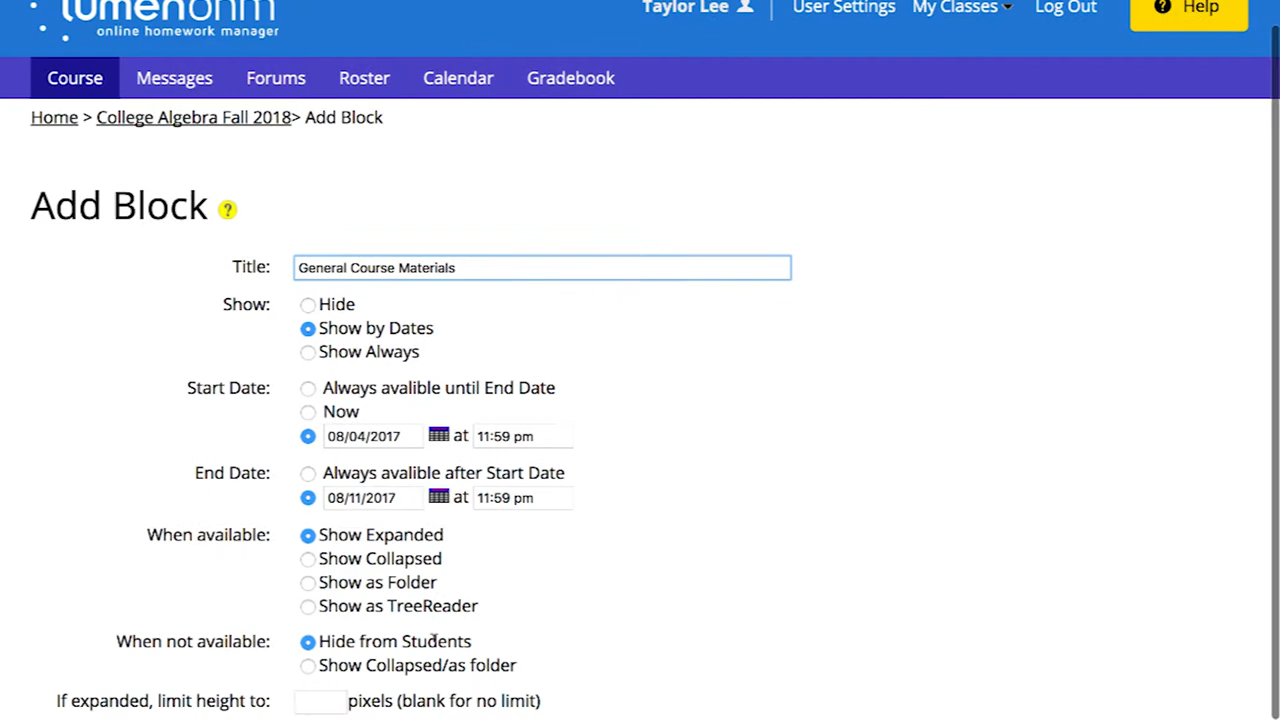 lumenohm
online homework manager
Taylor Lee
User Settings
My Classes
Log Out
? Help
Course
Messages
Forums
Roster
Calendar
Gradebook
Home > College Algebra Fall 2018> Add Block
Add Block ?
Title: General Course Materials
Show: Hide
Show by Dates
Show Always
Start Date: Always avalible until End Date
Now
08/04/2017 at 11:59 pm
End Date: Always avalible after Start Date
08/11/2017 at 11:59 pm
When available: Show Expanded
Show Collapsed
Show as Folder
Show as TreeReader
When not available: Hide from Students
Show Collapsed/as folder
If expanded, limit height to: pixels (blank for no limit)